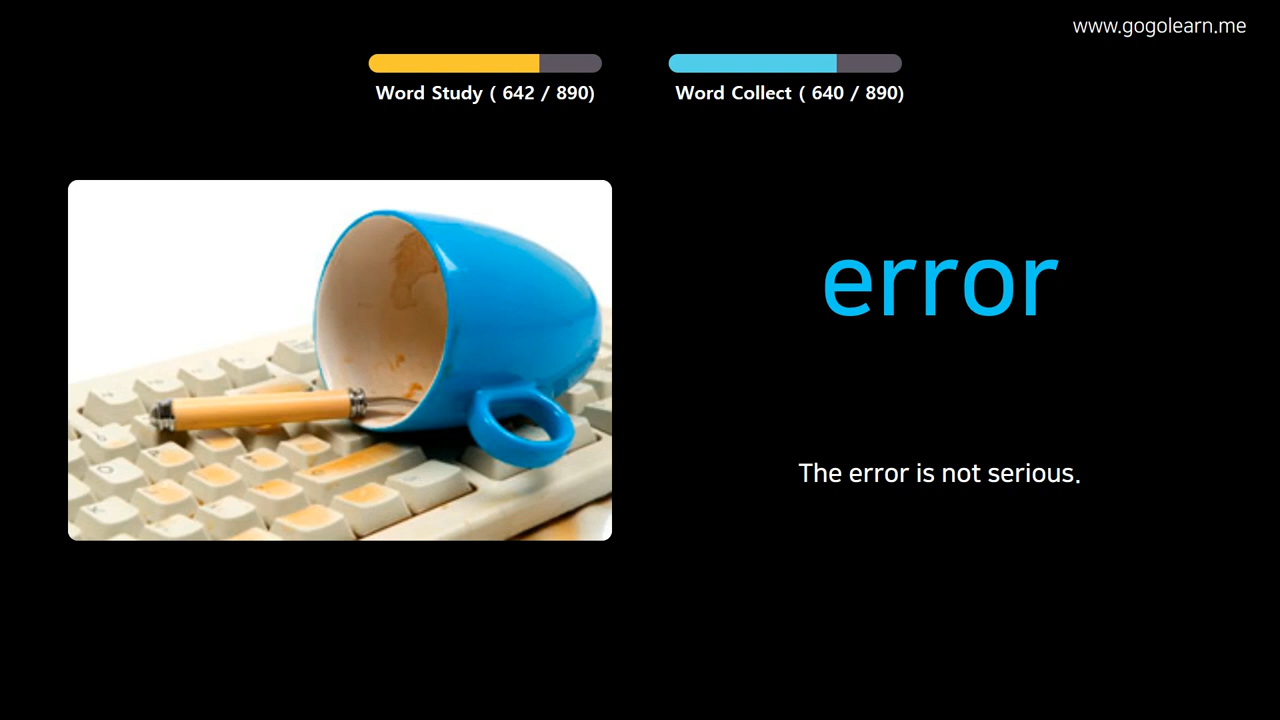 www.gogolearn.me
Word Study ( 642 / 890)
Word Collect ( 640 / 890)
error
The error is not serious.